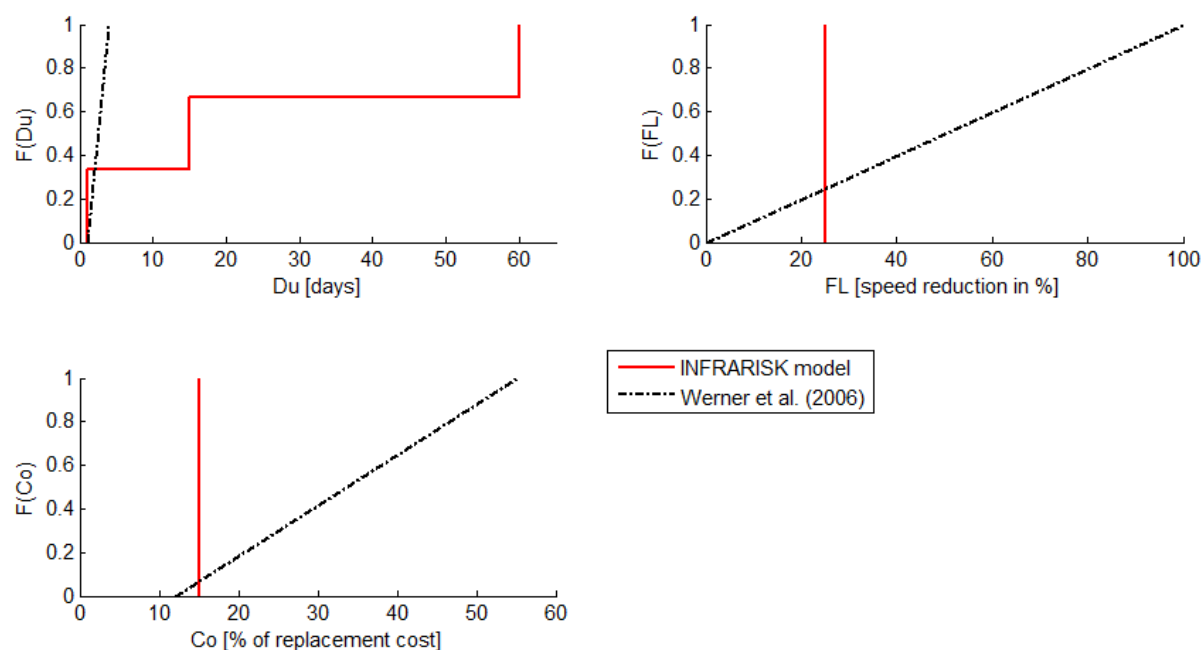 1
0.8
0.6
0.4
0.2
0
F(Du)
0 10 20 30 40 50 60
Du [days]
1
0.8
0.6
0.4
0.2
0
F(FL)
0 20 40 60 80 100
FL [speed reduction in %]
1
0.8
0.6
0.4
0.2
0
F(Co)
0 10 20 30 40 50 60
Co [% of replacement cost]
INFRARISK model
Werner et al. (2006)